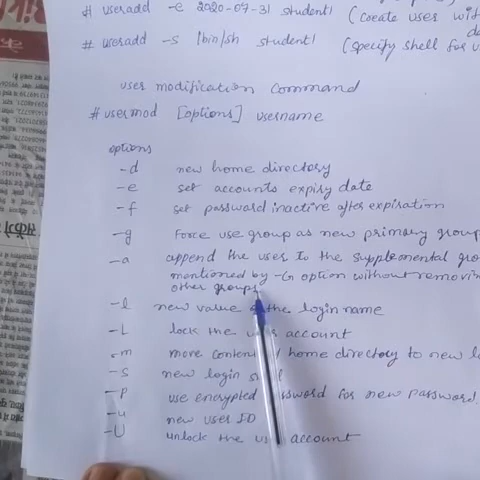 # useradd -e 2020-07-31 student1 (create user with
# useradd -s /bin/sh student1 (specify shell for u
user modification command
# usermod [options] username
options
-d new home directory
-e set accounts expiry date
-f set password inactive after expiration
-g force use group as new primary group
-a append the user to the supplemental gro
mentioned by -G option without removin
other groups
-l new value the login name
-L lock the account
-m move conten home directory to new l
-s new login
-p use encrypted password for new password
-u new user ID
-U unlock the account